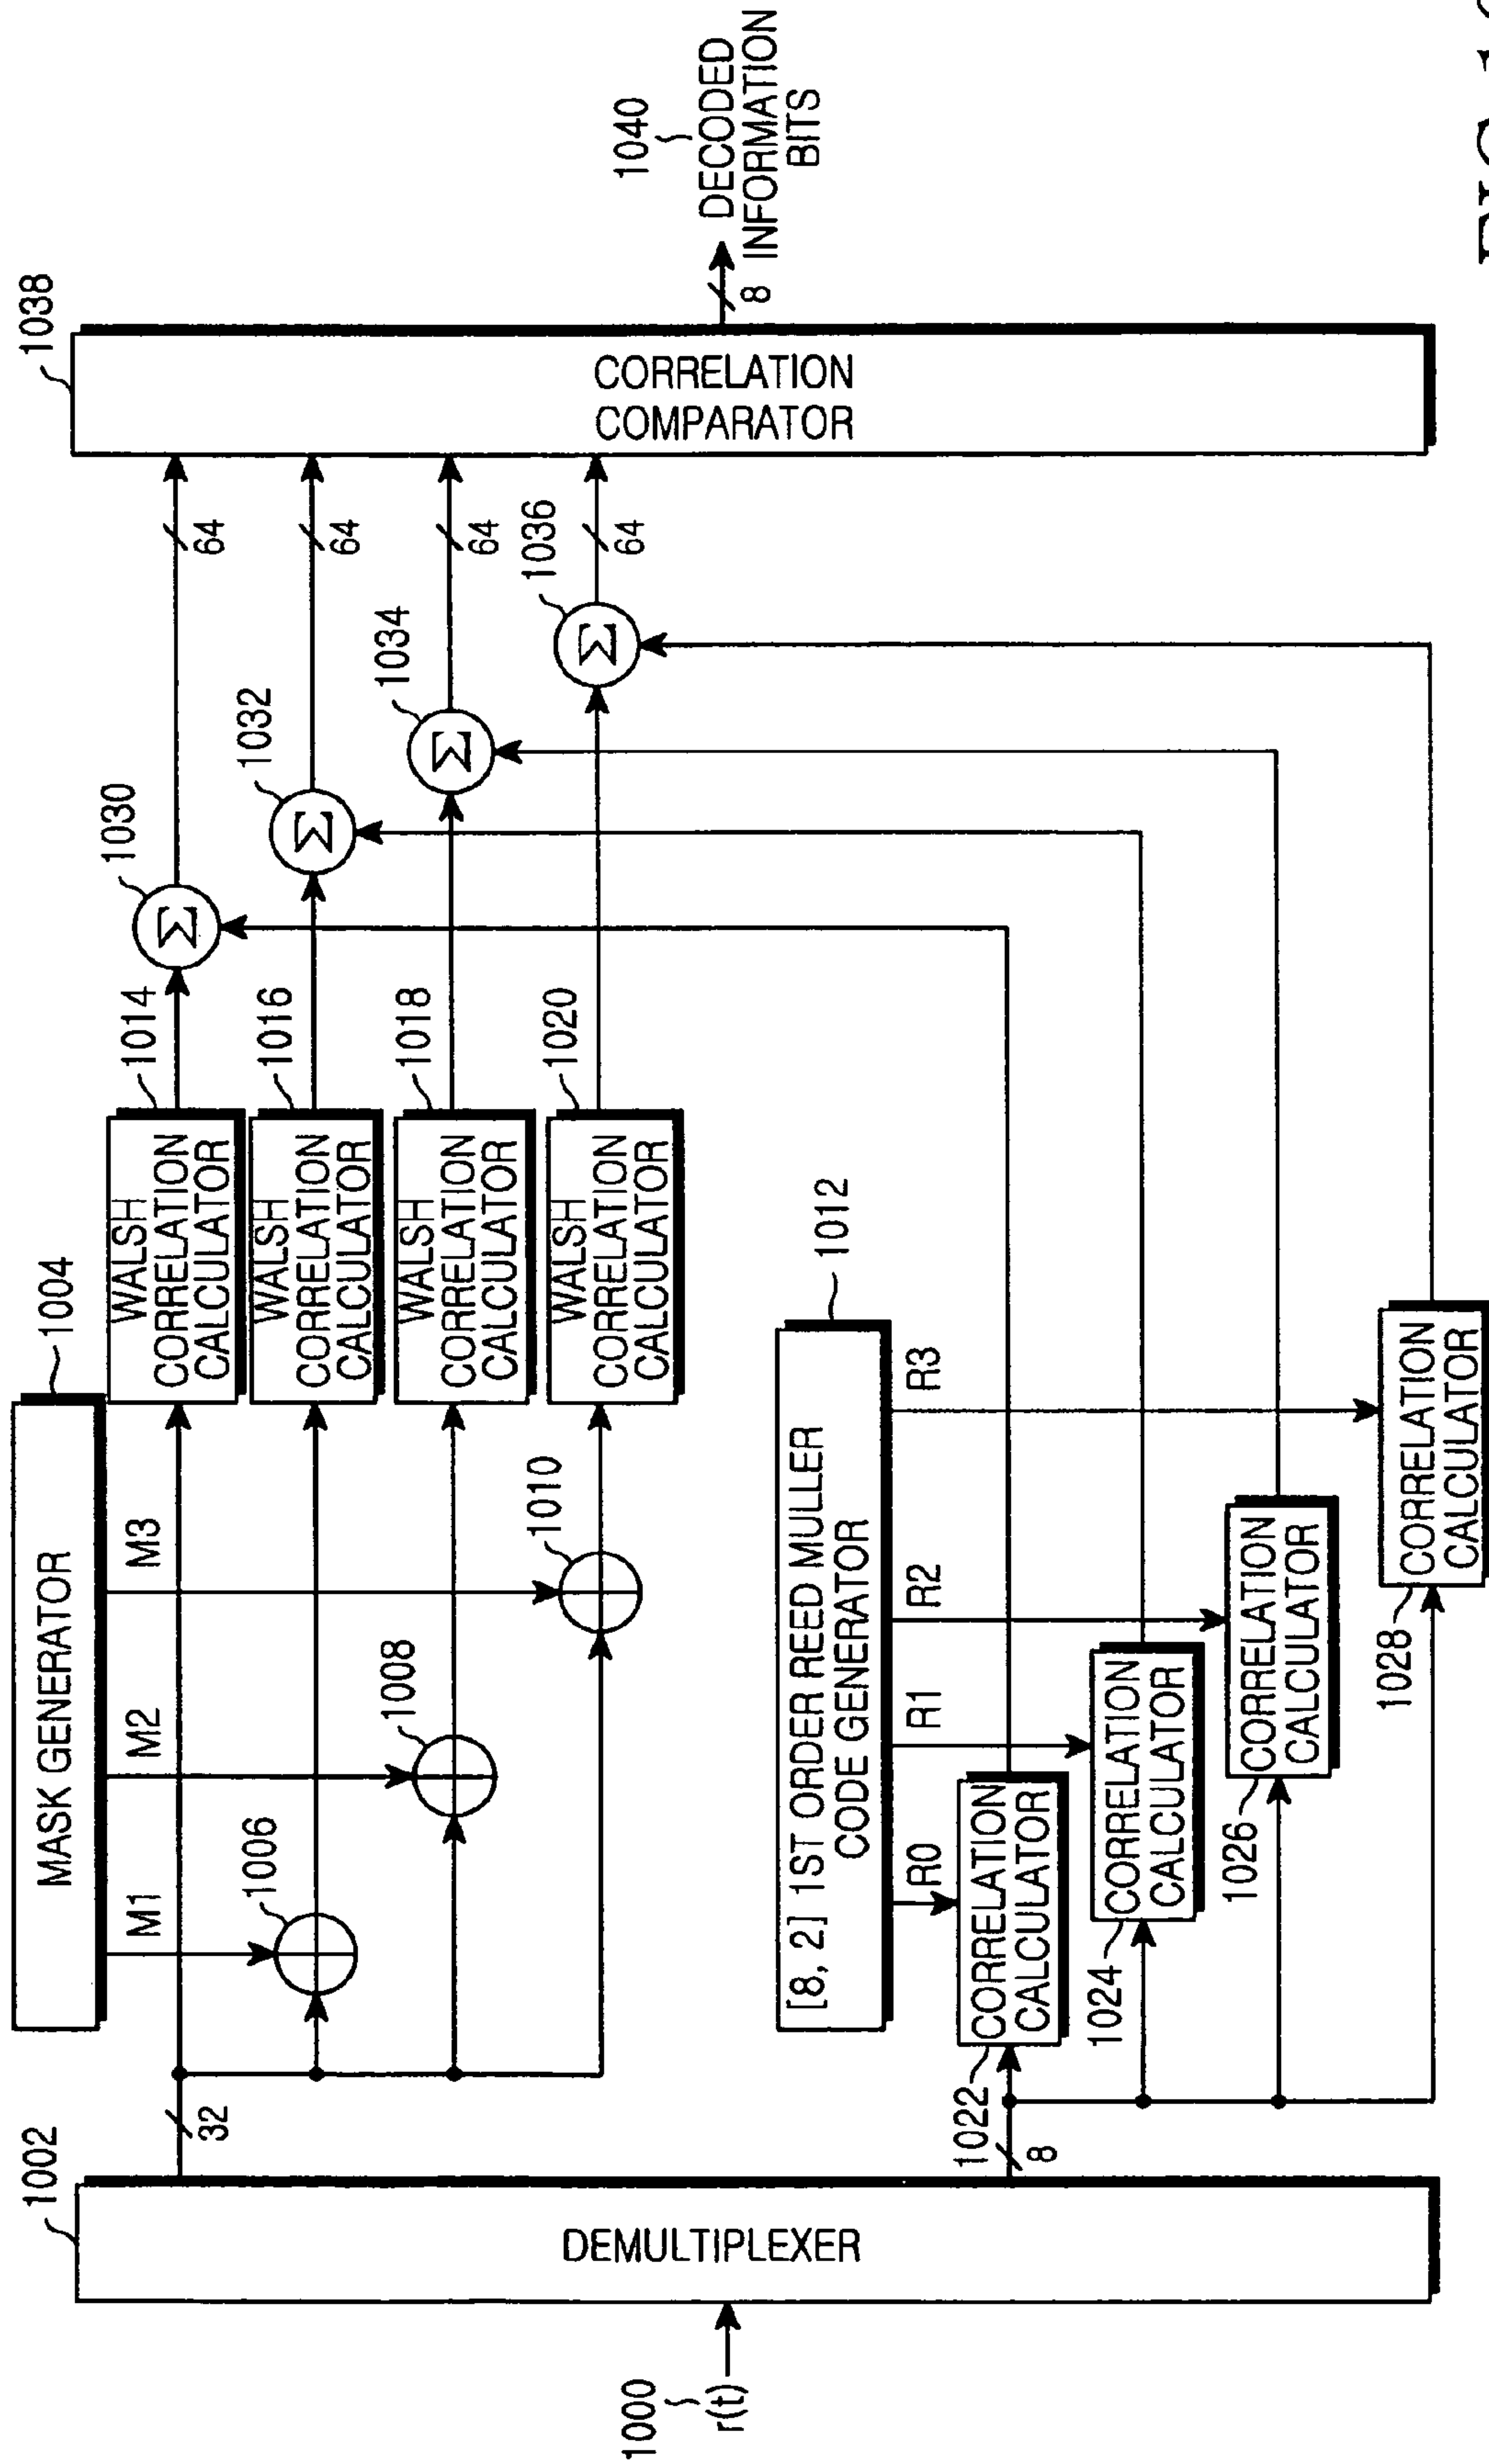 1000
r(t)
1002
DEMULTIPLEXER
32
8
MASK GENERATOR
1004
M1
M2
M3
1006
1008
1010
WALSH
CORRELATION
CALCULATOR
1014
WALSH
CORRELATION
CALCULATOR
1016
WALSH
CORRELATION
CALCULATOR
1018
WALSH
CORRELATION
CALCULATOR
1020
[8, 2] 1ST ORDER REED MULLER
CODE GENERATOR
1012
R0
R1
R2
R3
1022
CORRELATION
CALCULATOR
1024
CORRELATION
CALCULATOR
1026
CORRELATION
CALCULATOR
1028
CORRELATION
CALCULATOR
1030
Σ
1032
Σ
1034
Σ
1036
Σ
64
64
64
64
1038
CORRELATION
COMPARATOR
8
1040
DECODED
INFORMATION
BITS